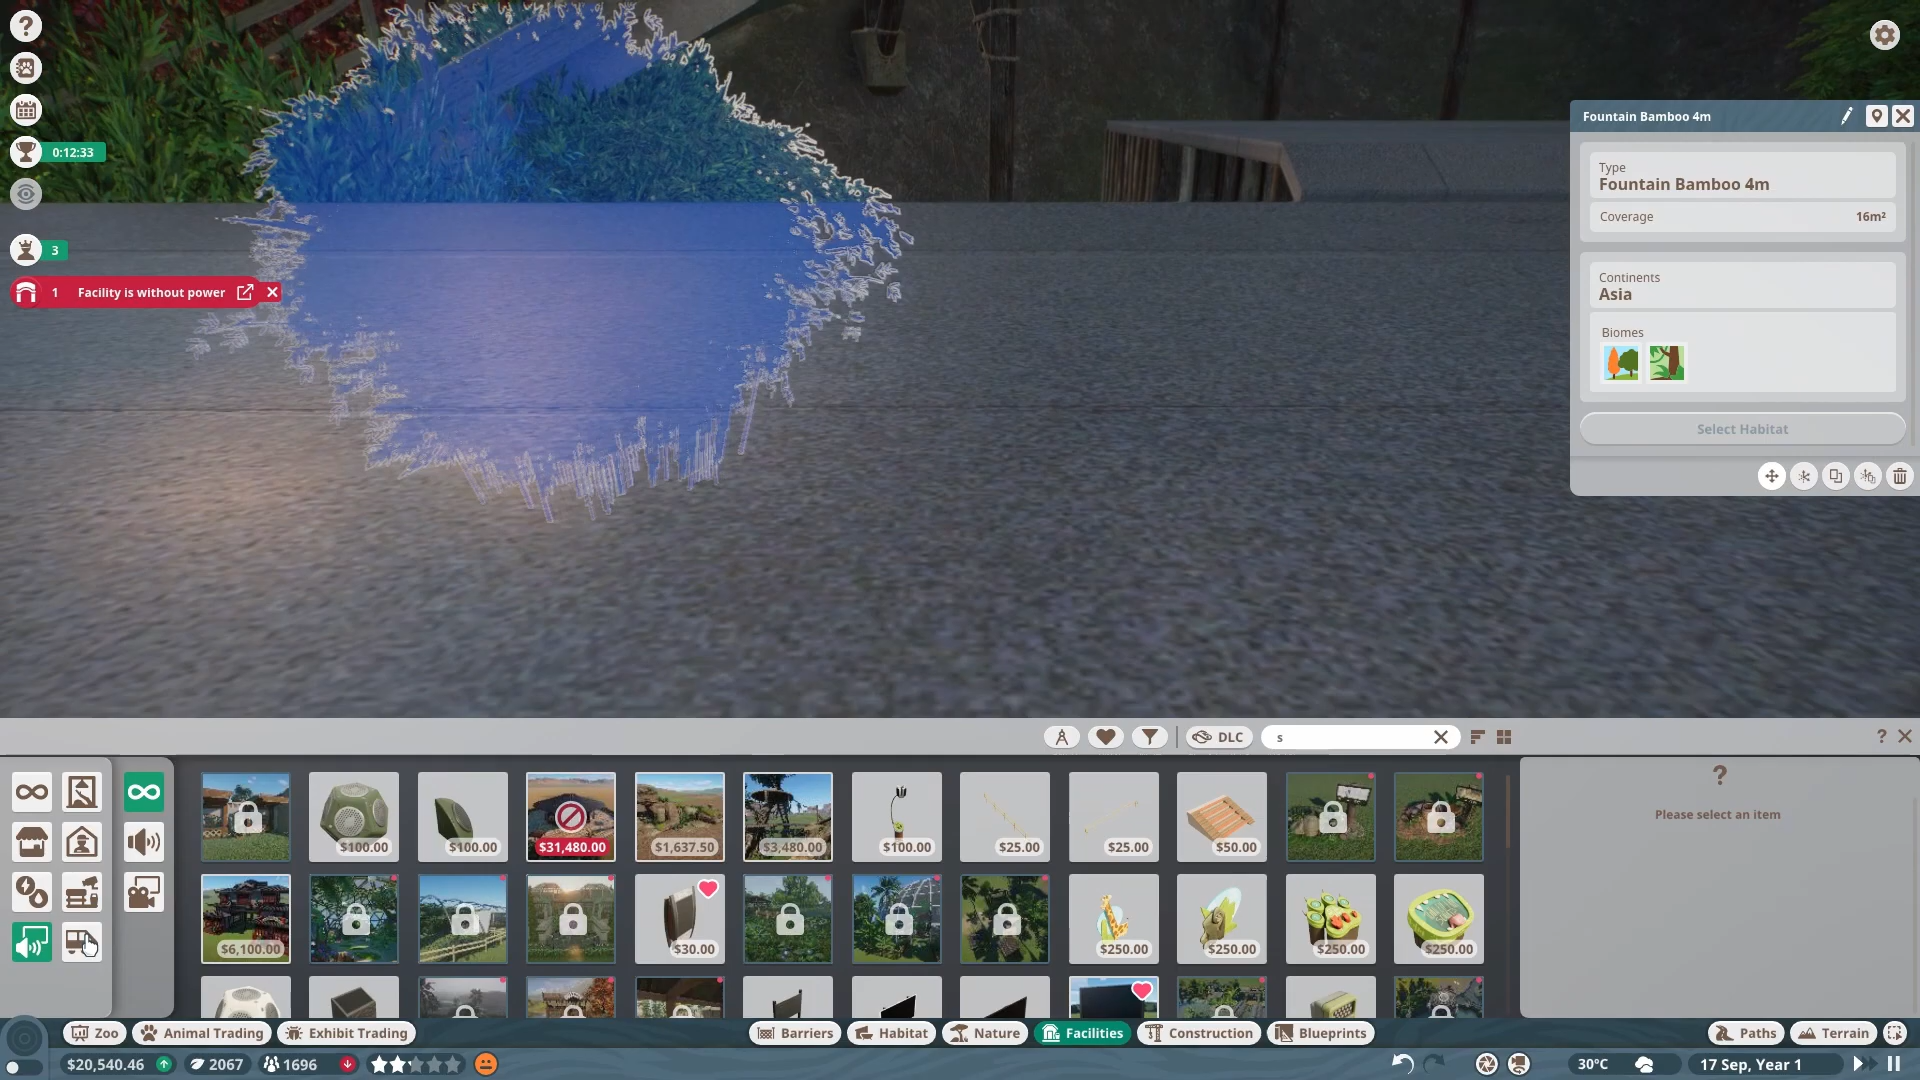 Fountain Bamboo 4m
0:12:33
Type
Fountain Bamboo 4m
Coverage 16m²
3
1 Facility is without power
Continents
Asia
Biomes
Select Habitat
DLC
s
?
Please select an item
$100.00
$100.00
$31,480.00
$1,637.50
$3,480.00
$100.00
$25.00
$25.00
$50.00
$6,100.00
$30.00
$250.00
$250.00
$250.00
$250.00
Zoo
Animal Trading
Exhibit Trading
Barriers
Habitat
Nature
Facilities
Construction
Blueprints
Paths
Terrain
$20,540.46
2067
1696
30°C
17 Sep, Year 1